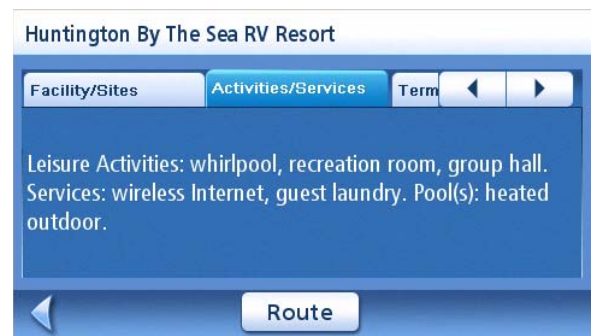 Huntington By The Sea RV Resort
Facility/Sites Activities/Services Term
Leisure Activities: whirlpool, recreation room, group hall.
Services: wireless Internet, guest laundry. Pool(s): heated
outdoor.
Route